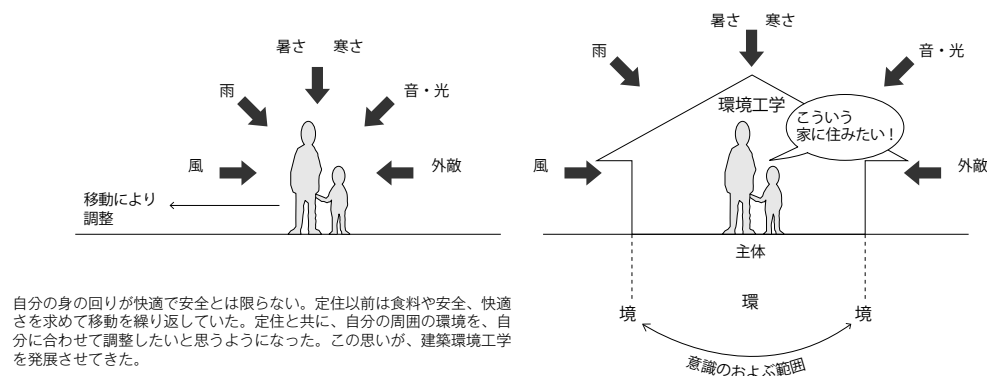 暑さ 寒さ
雨
音・光
風
外敵
移動により
調整
自分の身の回りが快適で安全とは限らない。定住以前は食料や安全、快適
さを求めて移動を繰り返していた。定住と共に、自分の周囲の環境を、自
分に合わせて調整したいと思うようになった。この思いが、建築環境工学
を発展させてきた。
暑さ 寒さ
雨
音・光
環境工学
こういう
家に住みたい！
風
外敵
主体
環
境
境
意識のおよぶ範囲